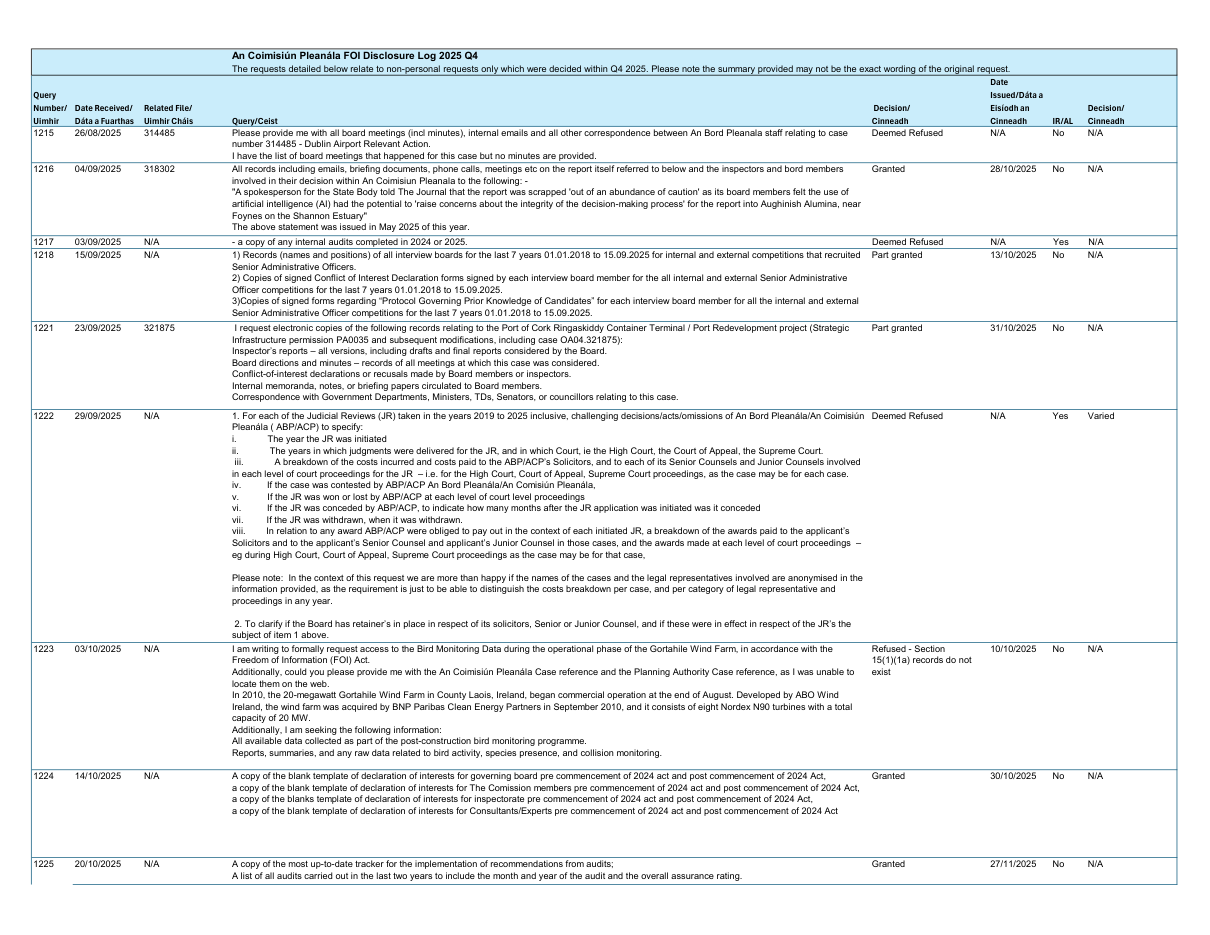 An Coimisiún Pleanála FOI Disclosure Log 2025 Q4
The requests detailed below relate to non-personal requests only which were decided within Q4 2025. Please note the summary provided may not be the exact wording of the original request.
Query Number/ Uimhir Date Received/ Dáta a Fuarthas Related File/ Uimhir Cháis Query/Ceist Decision/ Cinneadh Date Issued/Dáta a Eisíodh an Cinneadh IR/AL Decision/ Cinneadh
1215 26/08/2025 314485 Please provide me with all board meetings (incl minutes), internal emails and all other correspondence between An Bord Pleanala staff relating to case Deemed Refused N/A No N/A
number 314485 - Dublin Airport Relevant Action.
I have the list of board meetings that happened for this case but no minutes are provided.
1216 04/09/2025 318302 All records including emails, briefing documents, phone calls, meetings etc on the report itself referred to below and the inspectors and bord members Granted 28/10/2025 No N/A
involved in their decision within An Coimisiun Pleanala to the following: -
"A spokesperson for the State Body told The Journal that the report was scrapped 'out of an abundance of caution' as its board members felt the use of
artificial intelligence (AI) had the potential to 'raise concerns about the integrity of the decision-making process' for the report into Aughinish Alumina, near
Foynes on the Shannon Estuary"
The above statement was issued in May 2025 of this year.
1217 03/09/2025 N/A - a copy of any internal audits completed in 2024 or 2025. Deemed Refused N/A Yes N/A
1218 15/09/2025 N/A 1) Records (names and positions) of all interview boards for the last 7 years 01.01.2018 to 15.09.2025 for internal and external competitions that recruited Part granted 13/10/2025 No N/A
Senior Administrative Officers.
2) Copies of signed Conflict of Interest Declaration forms signed by each interview board member for the all internal and external Senior Administrative
Officer competitions for the last 7 years 01.01.2018 to 15.09.2025.
3)Copies of signed forms regarding “Protocol Governing Prior Knowledge of Candidates” for each interview board member for all the internal and external
Senior Administrative Officer competitions for the last 7 years 01.01.2018 to 15.09.2025.
1221 23/09/2025 321875 I request electronic copies of the following records relating to the Port of Cork Ringaskiddy Container Terminal / Port Redevelopment project (Strategic Part granted 31/10/2025 No N/A
Infrastructure permission PA0035 and subsequent modifications, including case OA04.321875):
Inspector's reports – all versions, including drafts and final reports considered by the Board.
Board directions and minutes – records of all meetings at which this case was considered.
Conflict-of-interest declarations or recusals made by Board members or inspectors.
Internal memoranda, notes, or briefing papers circulated to Board members.
Correspondence with Government Departments, Ministers, TDs, Senators, or councillors relating to this case.
1222 29/09/2025 N/A 1. For each of the Judicial Reviews (JR) taken in the years 2019 to 2025 inclusive, challenging decisions/acts/omissions of An Bord Pleanála/An Coimisiún Deemed Refused N/A Yes Varied
Pleanála ( ABP/ACP) to specify:
i. The year the JR was initiated
ii. The years in which judgments were delivered for the JR, and in which Court, ie the High Court, the Court of Appeal, the Supreme Court.
iii. A breakdown of the costs incurred and costs paid to the ABP/ACP's Solicitors, and to each of its Senior Counsels and Junior Counsels involved
in each level of court proceedings for the JR – i.e. for the High Court, Court of Appeal, Supreme Court proceedings, as the case may be for each case.
iv. If the case was contested by ABP/ACP An Bord Pleanála/An Comisión Pleanála,
v. If the JR was won or lost by ABP/ACP at each level of court level proceedings
vi. If the JR was conceded by ABP/ACP, to indicate how many months after the JR application was initiated was it conceded
vii. If the JR was withdrawn, when it was withdrawn.
viii. In relation to any award ABP/ACP were obliged to pay out in the context of each initiated JR, a breakdown of the awards paid to the applicant's
Solicitors and to the applicant's Senior Counsel and applicant's Junior Counsel in those cases, and the awards made at each level of court proceedings –
eg during High Court, Court of Appeal, Supreme Court proceedings as the case may be for that case,
Please note: In the context of this request we are more than happy if the names of the cases and the legal representatives involved are anonymised in the
information provided, as the requirement is just to be able to distinguish the costs breakdown per case, and per category of legal representative and
proceedings in any year.
2. To clarify if the Board has retainer's in place in respect of its solicitors, Senior or Junior Counsel, and if these were in effect in respect of the JR's the
subject of item 1 above.
1223 03/10/2025 N/A I am writing to formally request access to the Bird Monitoring Data during the operational phase of the Gortahile Wind Farm, in accordance with the Refused - Section 10/10/2025 No N/A
Freedom of Information (FOI) Act. 15(1)(1a) records do not
Additionally, could you please provide me with the An Coimisiún Pleanála Case reference and the Planning Authority Case reference, as I was unable to exist
locate them on the web.
In 2010, the 20-megawatt Gortahile Wind Farm in County Laois, Ireland, began commercial operation at the end of August. Developed by ABO Wind
Ireland, the wind farm was acquired by BNP Paribas Clean Energy Partners in September 2010, and it consists of eight Nordex N90 turbines with a total
capacity of 20 MW.
Additionally, I am seeking the following information:
All available data collected as part of the post-construction bird monitoring programme.
Reports, summaries, and any raw data related to bird activity, species presence, and collision monitoring.
1224 14/10/2025 N/A A copy of the blank template of declaration of interests for governing board pre commencement of 2024 act and post commencement of 2024 Act, Granted 30/10/2025 No N/A
a copy of the blank template of declaration of interests for The Comission members pre commencement of 2024 act and post commencement of 2024 Act,
a copy of the blanks template of declaration of interests for inspectorate pre commencement of 2024 act and post commencement of 2024 Act,
a copy of the blank template of declaration of interests for Consultants/Experts pre commencement of 2024 act and post commencement of 2024 Act
1225 20/10/2025 N/A A copy of the most up-to-date tracker for the implementation of recommendations from audits; Granted 27/11/2025 No N/A
A list of all audits carried out in the last two years to include the month and year of the audit and the overall assurance rating.